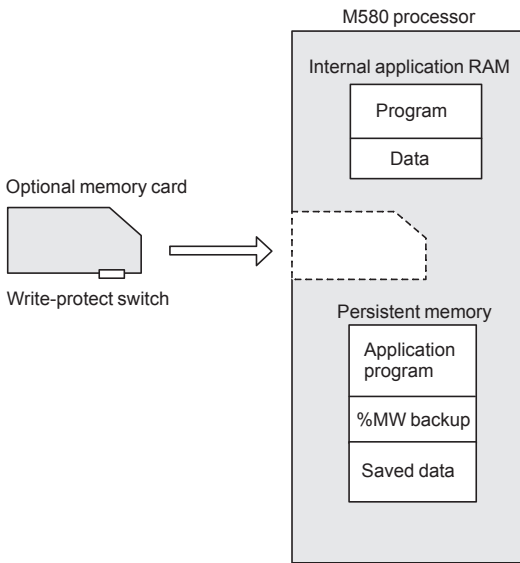 M580 processor
Internal application RAM
Program
Data
Optional memory card
Write-protect switch
Persistent memory
Application
program
%MW backup
Saved data